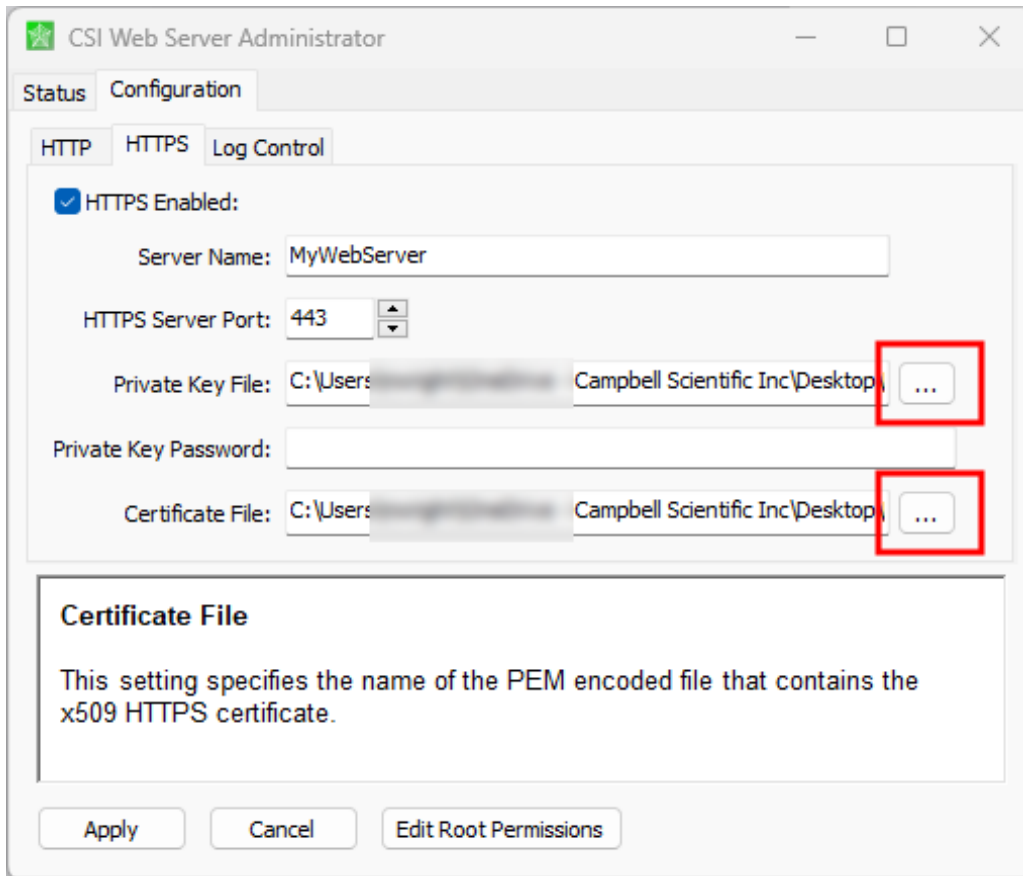 CSI Web Server Administrator
Status Configuration
HTTP HTTPS Log Control
HTTPS Enabled:
Server Name: MyWebServer
HTTPS Server Port: 443
Private Key File: C:\Users Campbell Scientific Inc\Desktop\ ...
Private Key Password:
Certificate File: C:\Users Campbell Scientific Inc\Desktop\ ...
Certificate File
This setting specifies the name of the PEM encoded file that contains the
x509 HTTPS certificate.
Apply Cancel Edit Root Permissions